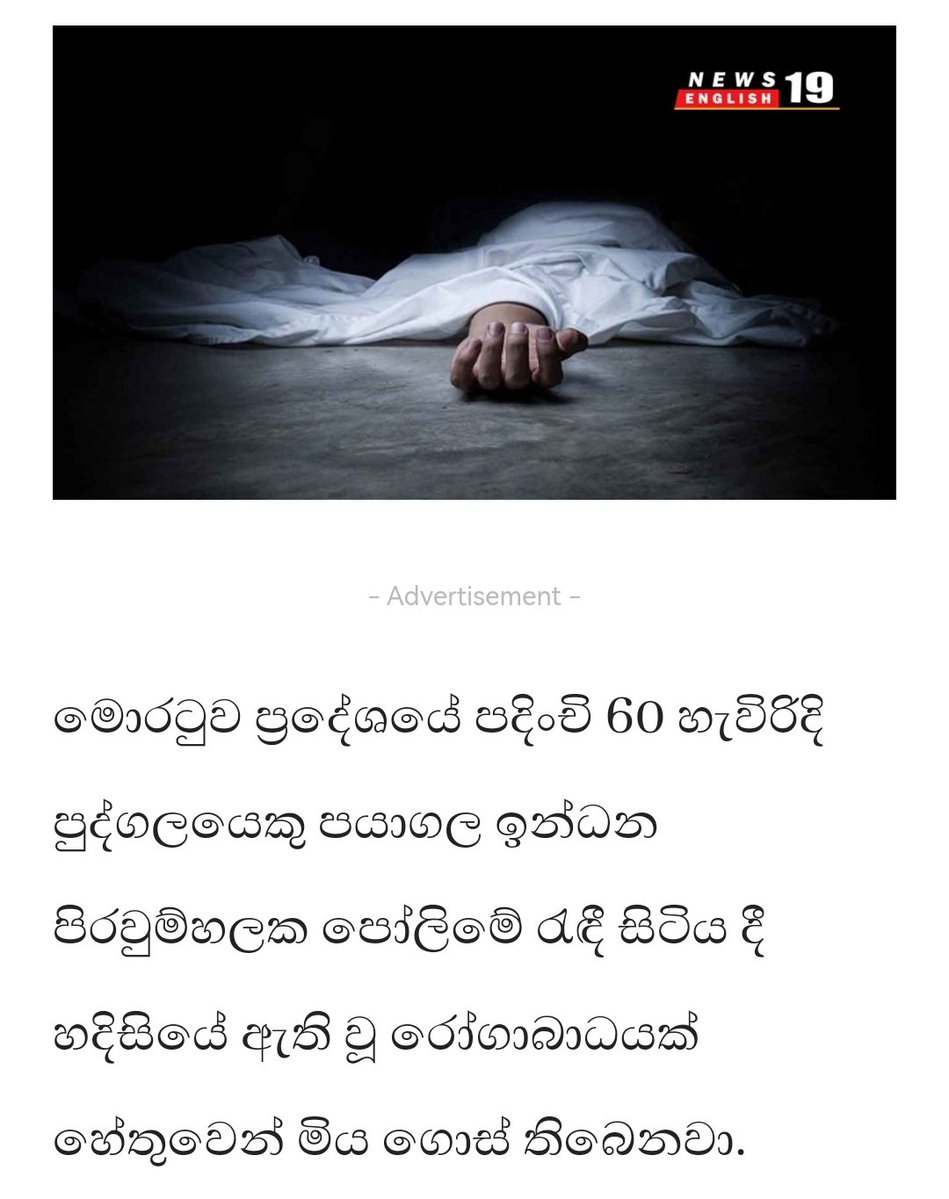 NEWS 19
ENGLISH
- Advertisement -
මොරටුව ප්‍රදේශයේ පදිංචි 60 හැවිරිදි
පුද්ගලයෙකු පයාගල ඉන්ධන
පිරවුම්හලක පෝලිමේ රැඳී සිටිය දී
හදිසියේ ඇති වූ රෝගාබාධයක්
හේතුවෙන් මිය ගොස් තිබෙනවා.